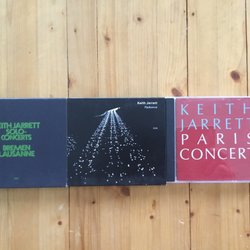 KEITH JARRETT
SOLO-
CONCERTS
BREMEN
LAUSANNE
Keith Jarrett
Radiance
KEITH
JARRETT
PARIS
CONCERT